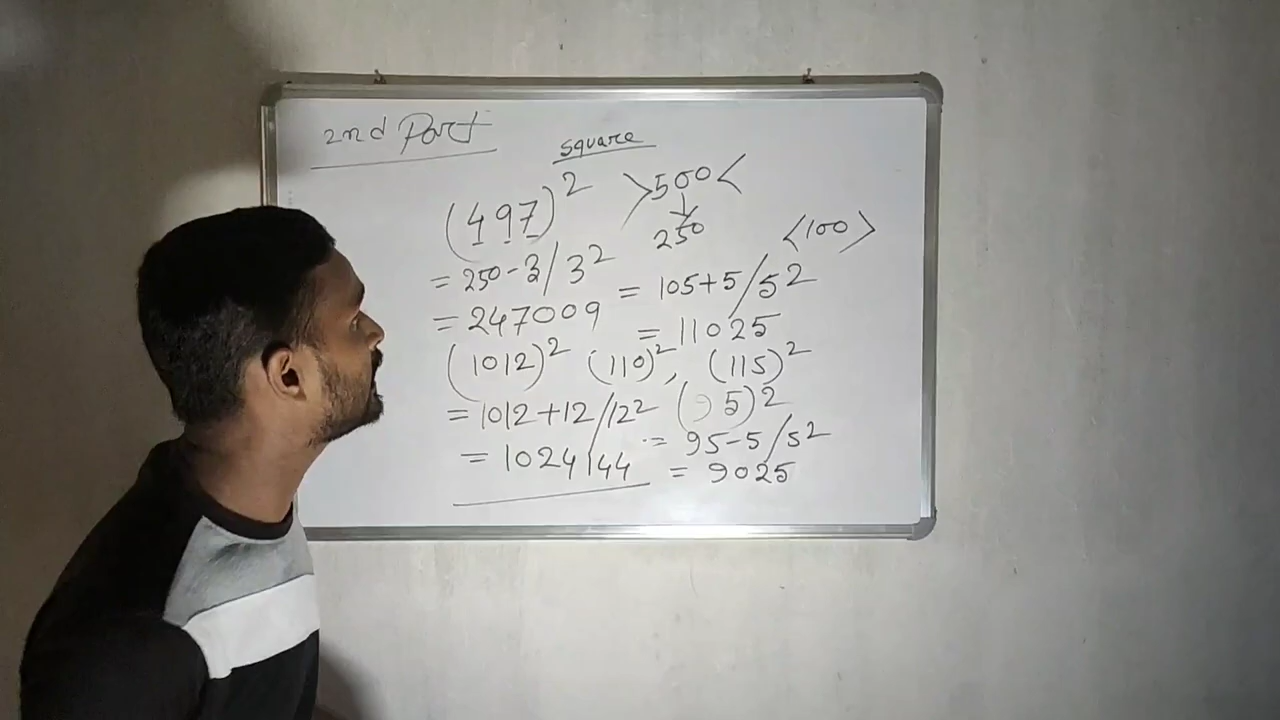 2nd Part
square
(497)² >500<
250
<100>
= 250-3/3²
= 105+5/5²
= 247009
= 11025
(1012)² (110)², (115)²
= 1012+12/12² (95)²
= 95-5/5²
= 1024144
= 9025